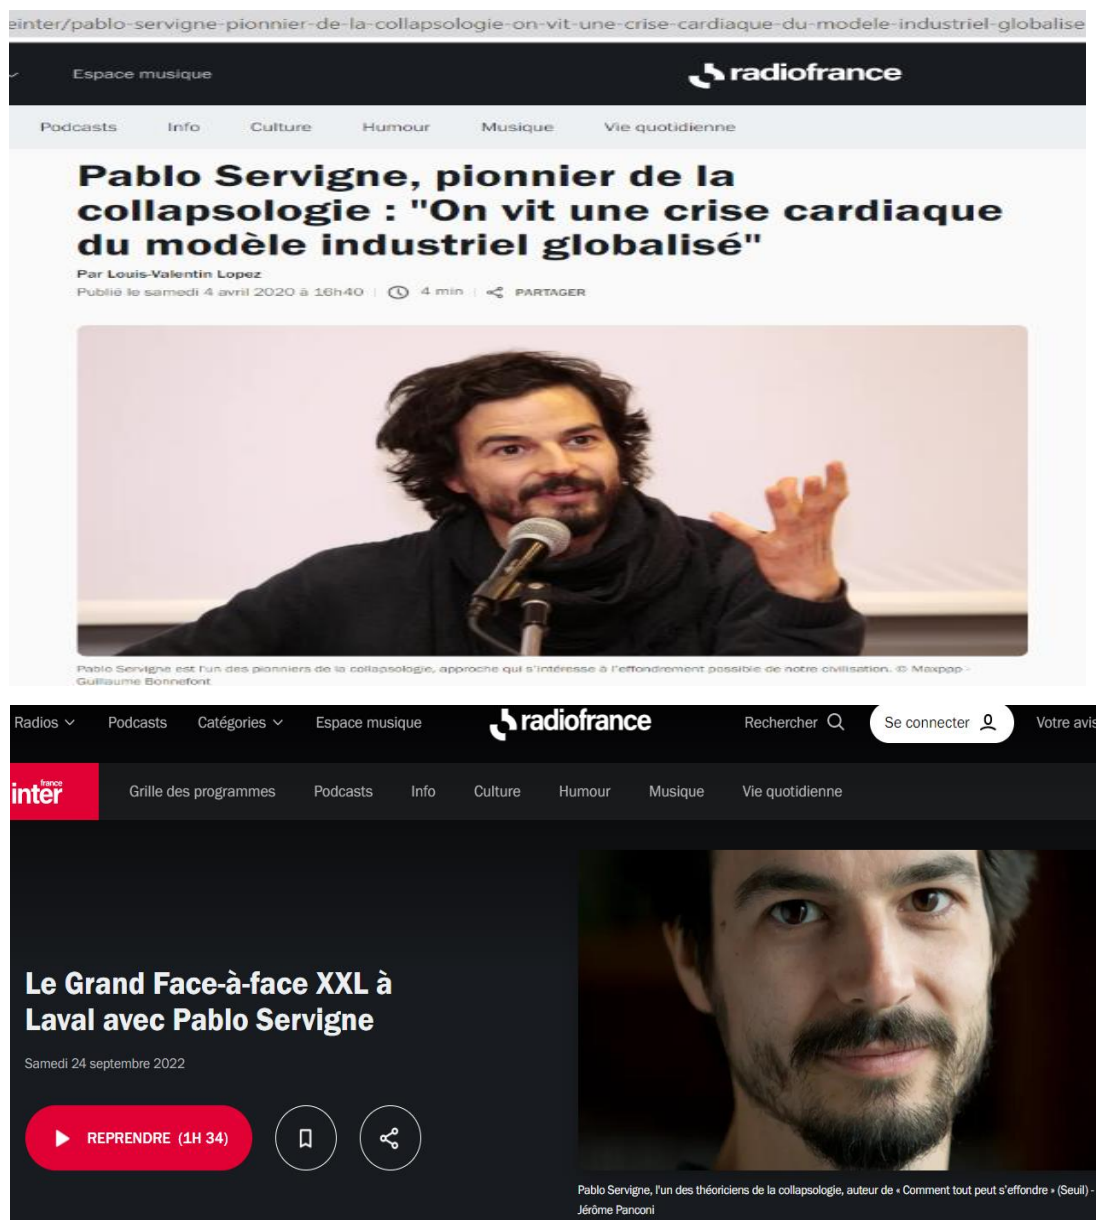 einter/pablo-servigne-pionnier-de-la-collapsologie-on-vit-une-crise-cardiaque-du-modele-industriel-globalise
Espace musique
radiofrance
Podcasts Info Culture Humour Musique Vie quotidienne
Pablo Servigne, pionnier de la
collapsologie : "On vit une crise cardiaque
du modèle industriel globalisé"
Par Louis-Valentin Lopez
Publié le samedi 4 avril 2020 à 16h40 | 4 min | PARTAGER
Pablo Servigne est l'un des pionniers de la collapsologie, approche qui s'intéresse à l'effondrement possible de notre civilisation. © Maxppp -
Guillaume Bonnefont
Radios Podcasts Catégories Espace musique radiofrance Rechercher Se connecter Votre avis
france
inter
Grille des programmes Podcasts Info Culture Humour Musique Vie quotidienne
Le Grand Face-à-face XXL à
Laval avec Pablo Servigne
Samedi 24 septembre 2022
REPRENDRE (1H 34)
Pablo Servigne, l'un des théoriciens de la collapsologie, auteur de « Comment tout peut s'effondre » (Seuil) -
Jérôme Panconi